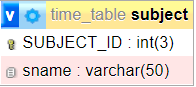 v time_table subject
SUBJECT_ID : int(3)
sname : varchar(50)